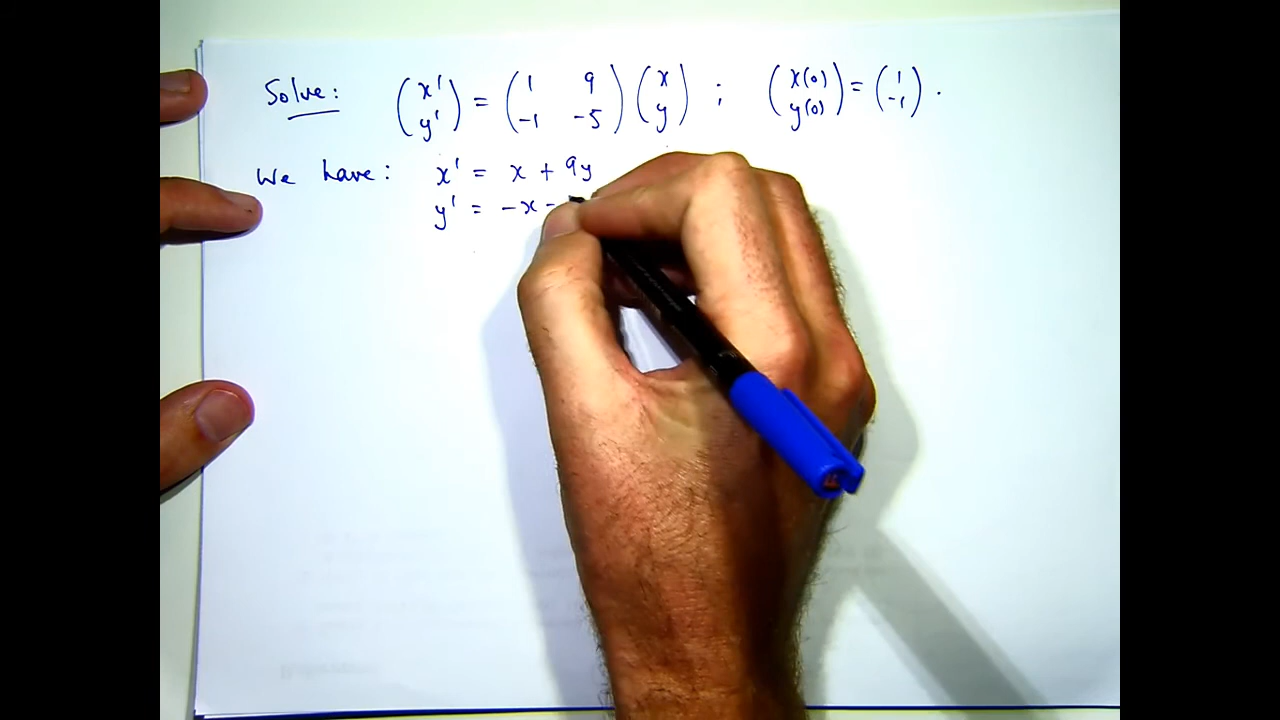 Solve: (x' y') = (1 9 -1 -5) (x y) ; (x(0) y(0)) = (1 -1) .
We have: x' = x + 9y
y' = -x -